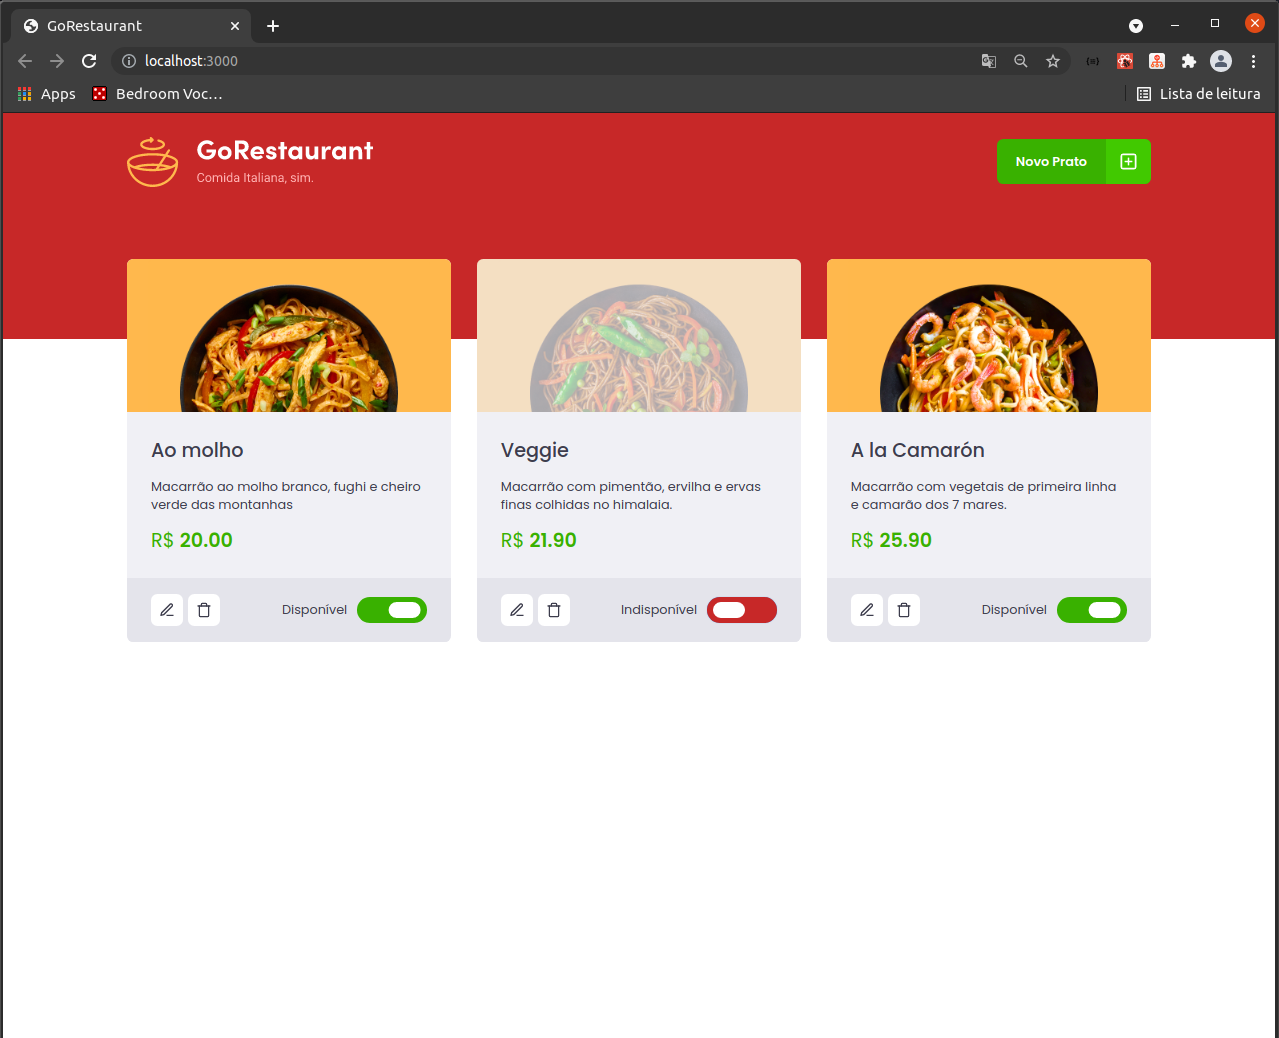 GoRestaurant
localhost:3000
Apps
Bedroom Voc...
Lista de leitura
GoRestaurant
Comida Italiana, sim.
Novo Prato
Ao molho
Macarrão ao molho branco, fughi e cheiro
verde das montanhas
R$ 20.00
Disponível
Veggie
Macarrão com pimentão, ervilha e ervas
finas colhidas no himalaia.
R$ 21.90
Indisponível
A la Camarón
Macarrão com vegetais de primeira linha
e camarão dos 7 mares.
R$ 25.90
Disponível